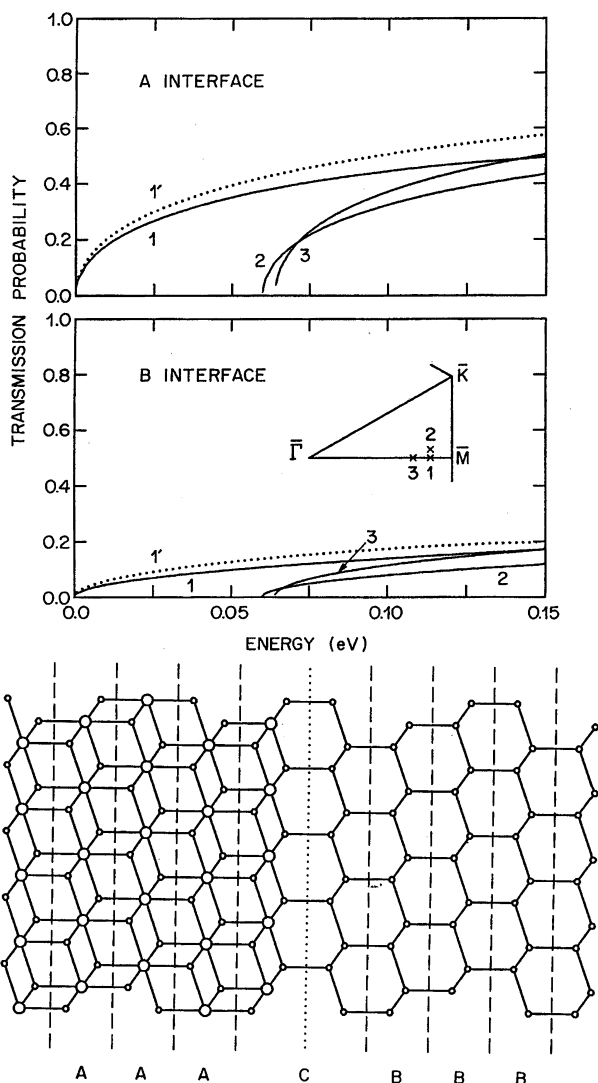 1.0
0.8
0.6
0.4
0.2
0.0
A INTERFACE
1'
1
2
3
TRANSMISSION PROBABILITY
1.0
0.8
0.6
0.4
0.2
0.0
B INTERFACE
K̄
Γ̄
2
M̄
3 1
1'
1
3
2
0.0 0.05 0.10 0.15
ENERGY (eV)
A A A C B B B